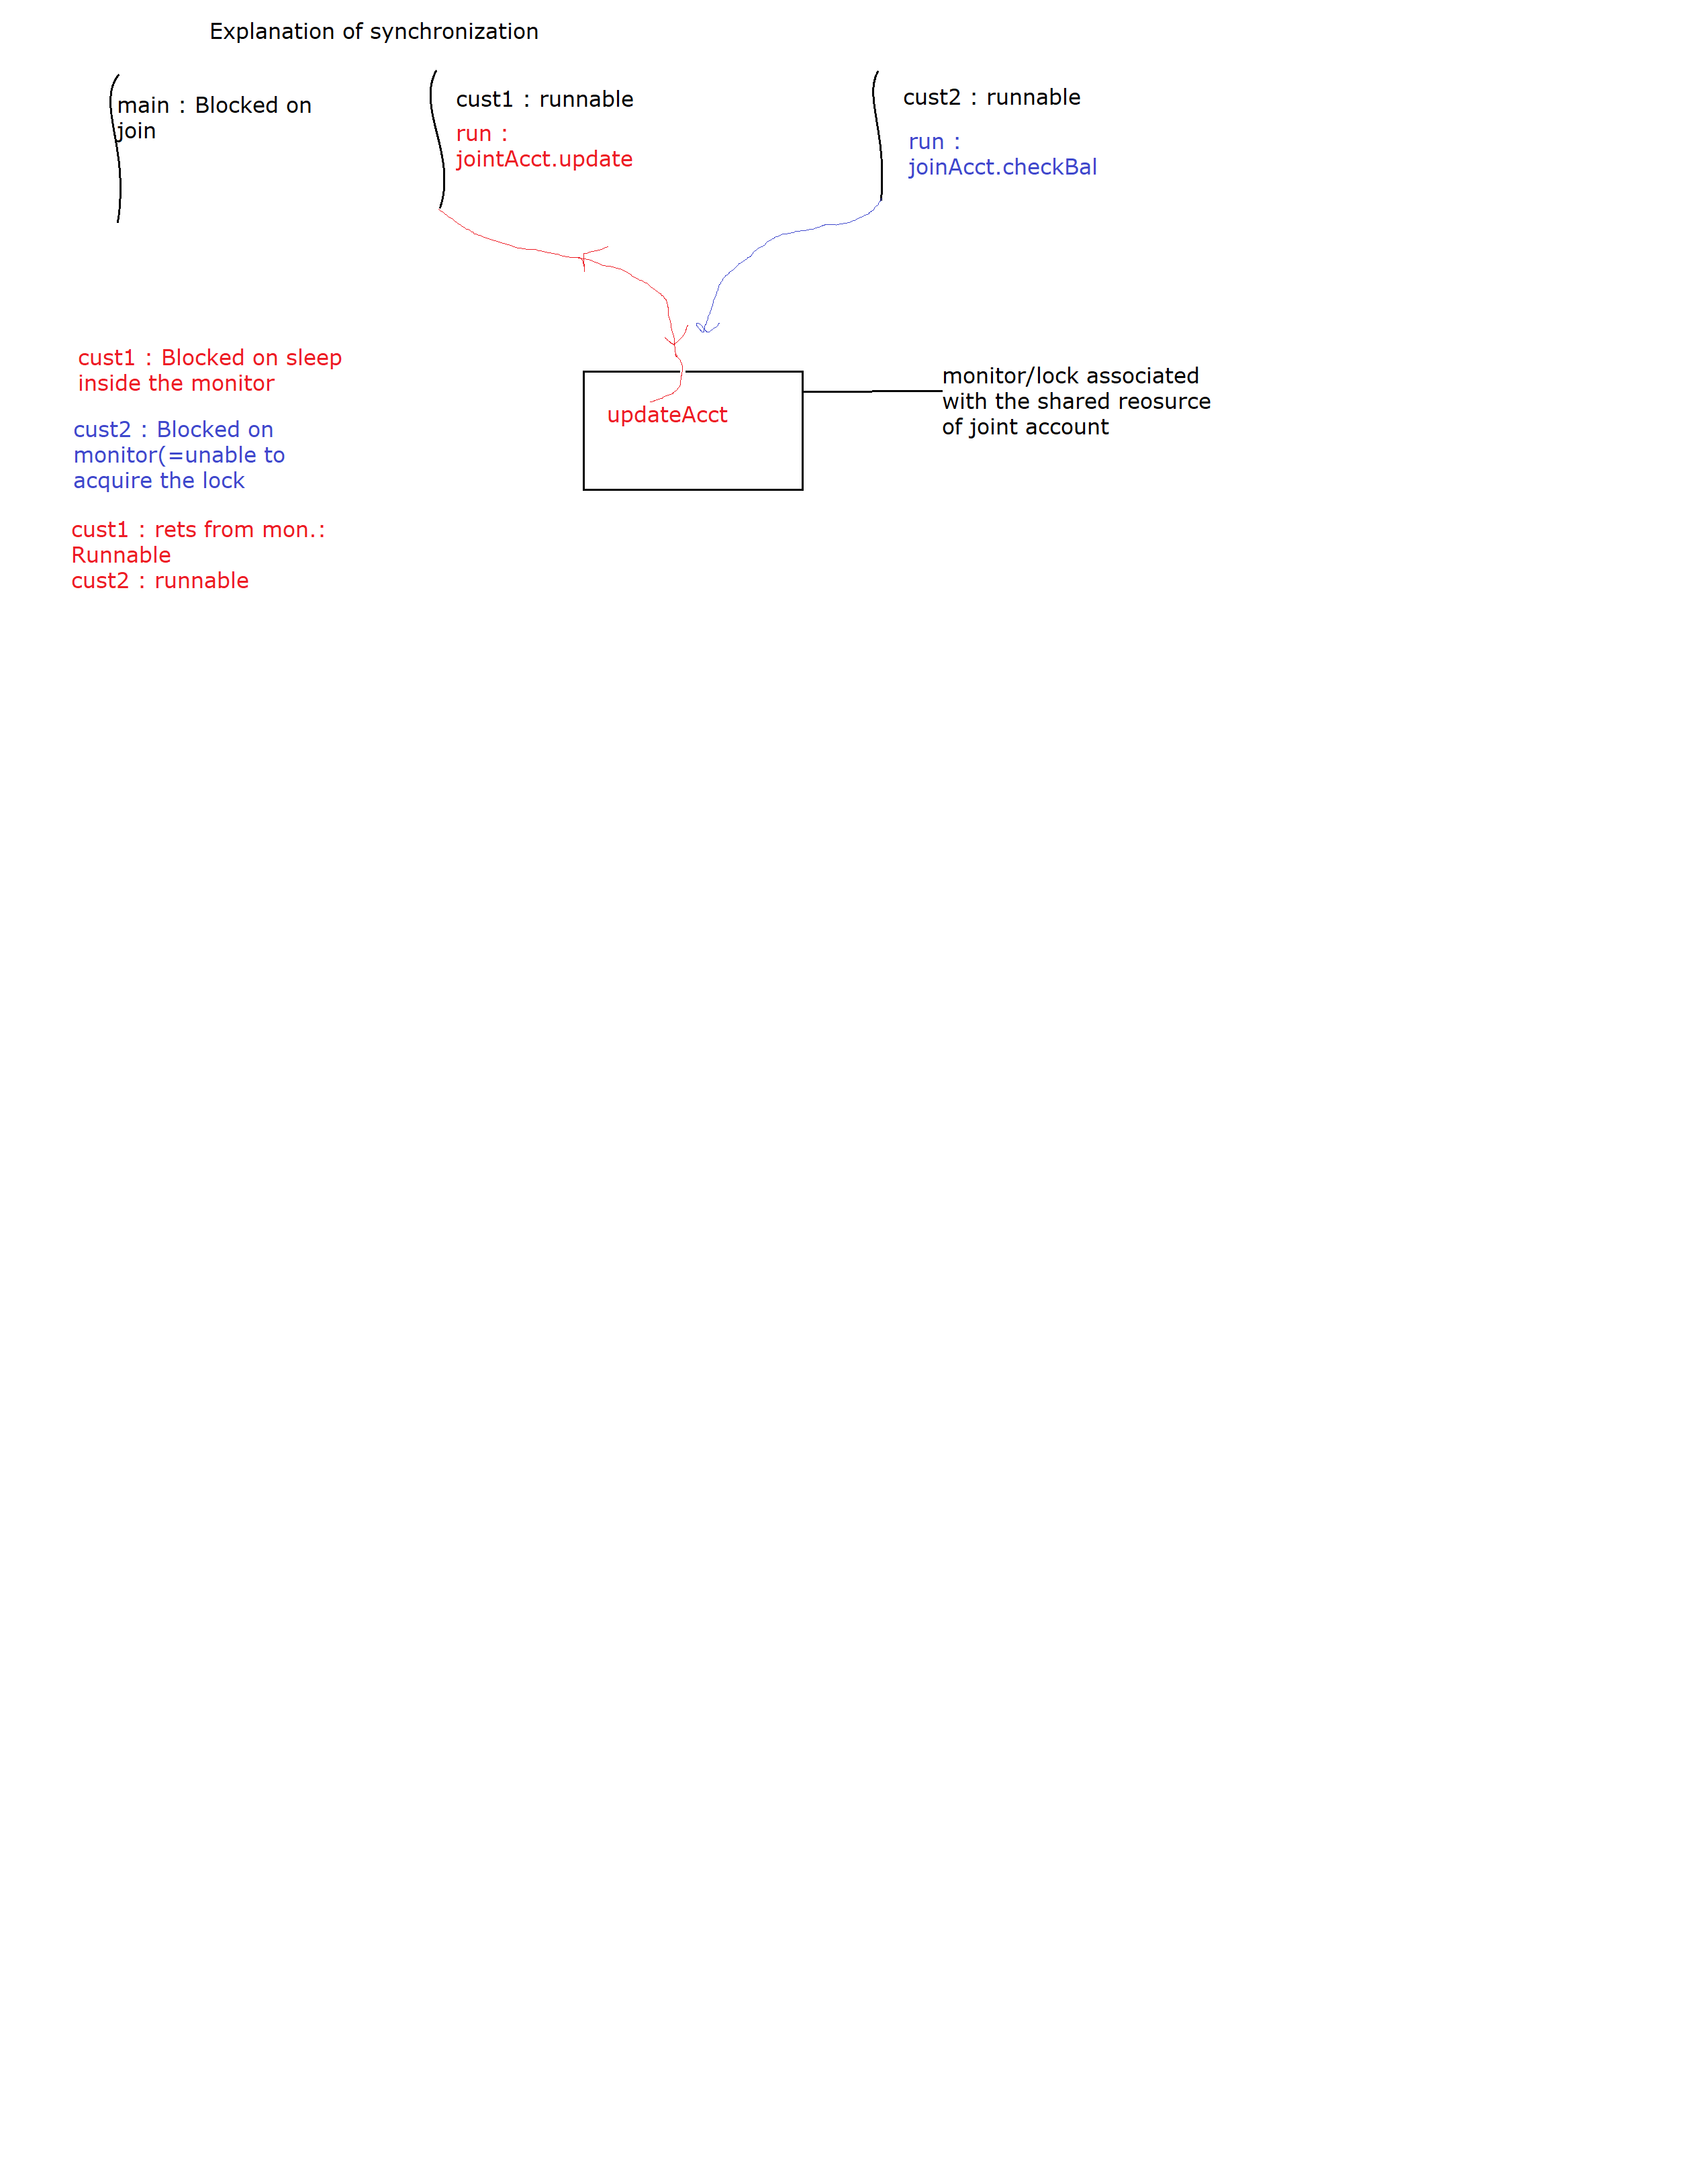 Explanation of synchronization
main : Blocked on
join
cust1 : runnable
run :
jointAcct.update
cust2 : runnable
run :
joinAcct.checkBal
cust1 : Blocked on sleep
inside the monitor
cust2 : Blocked on
monitor(=unable to
acquire the lock
cust1 : rets from mon.:
Runnable
cust2 : runnable
updateAcct
monitor/lock associated
with the shared reosurce
of joint account